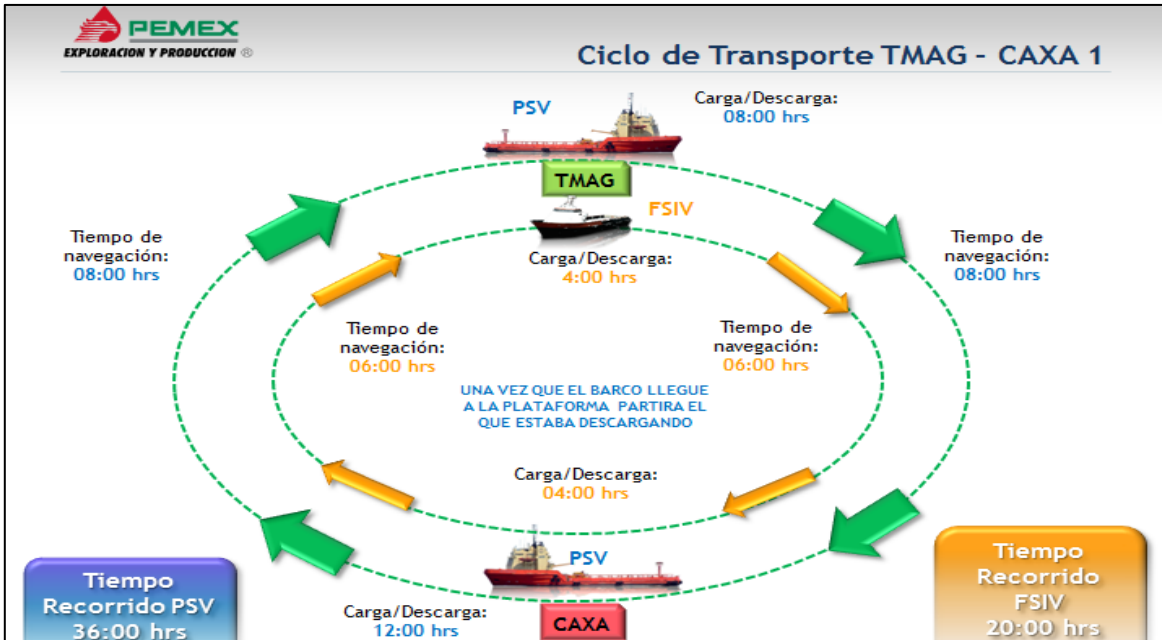 PEMEX
EXPLORACION Y PRODUCCION ®
Ciclo de Transporte TMAG - CAXA 1
PSV
Carga/Descarga:
08:00 hrs
TMAG
FSIV
Carga/Descarga:
4:00 hrs
Tiempo de
navegación:
08:00 hrs
Tiempo de
navegación:
08:00 hrs
Tiempo de
navegación:
06:00 hrs
Tiempo de
navegación:
06:00 hrs
UNA VEZ QUE EL BARCO LLEGUE
A LA PLATAFORMA PARTIRA EL
QUE ESTABA DESCARGANDO
Carga/Descarga:
04:00 hrs
PSV
Carga/Descarga:
12:00 hrs
CAXA
Tiempo
Recorrido PSV
36:00 hrs
Tiempo
Recorrido
FSIV
20:00 hrs